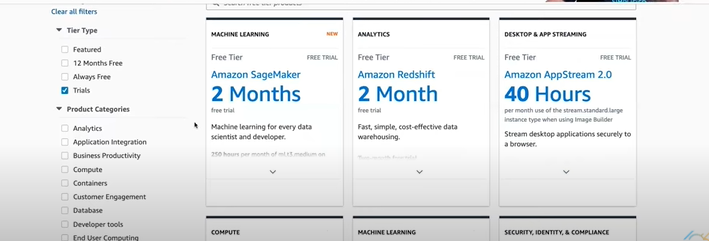 Clear all filters
Search free tier products
Tier Type
Featured
12 Months Free
Always Free
Trials
Product Categories
Analytics
Application Integration
Business Productivity
Compute
Containers
Customer Engagement
Database
Developer tools
End User Computing
MACHINE LEARNING NEW
Free Tier FREE TRIAL
Amazon SageMaker
2 Months
free trial
Machine learning for every data
scientist and developer.
250 hours per month of ml.t3.medium on
ANALYTICS
Free Tier FREE TRIAL
Amazon Redshift
2 Month
free trial
Fast, simple, cost-effective data
warehousing.
Two month free trial
DESKTOP & APP STREAMING
Free Tier FREE TRIAL
Amazon AppStream 2.0
40 Hours
per month use of the stream.standard.large
instance type when using Image Builder
Stream desktop applications securely to
a browser.
COMPUTE
MACHINE LEARNING
SECURITY, IDENTITY, & COMPLIANCE